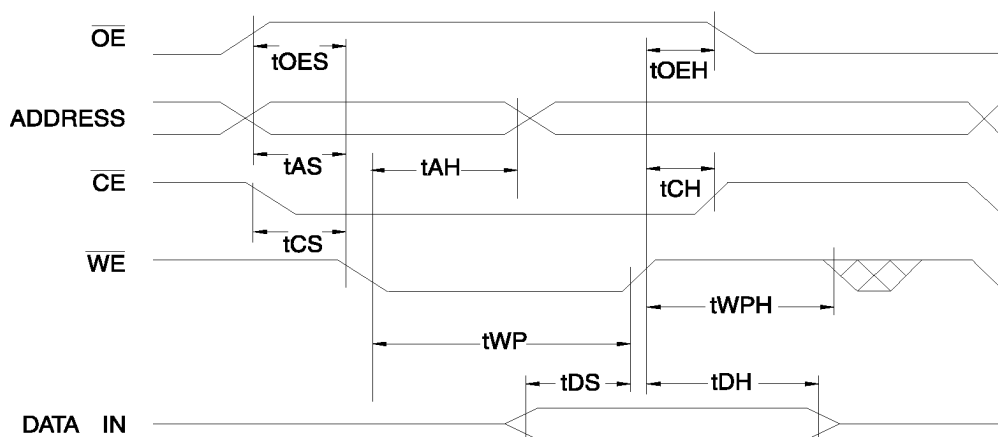 OE
tOES
tOEH
ADDRESS
tAS
tAH
CE
tCH
tCS
WE
tWPH
tWP
tDS
tDH
DATA IN